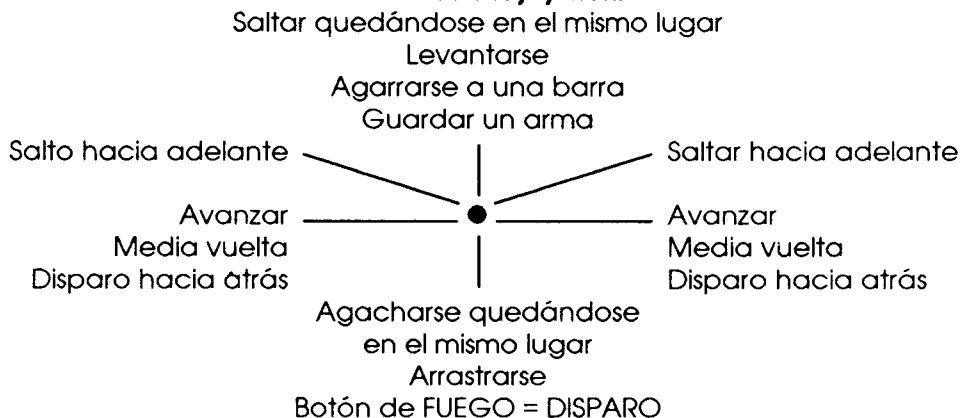 Saltar quedándose en el mismo lugar
Levantarse
Agarrarse a una barra
Guardar un arma
Salto hacia adelante
Saltar hacia adelante
Avanzar
Media vuelta
Disparo hacia atrás
Avanzar
Media vuelta
Disparo hacia atrás
Agacharse quedándose
en el mismo lugar
Arrastrarse
Botón de FUEGO = DISPARO